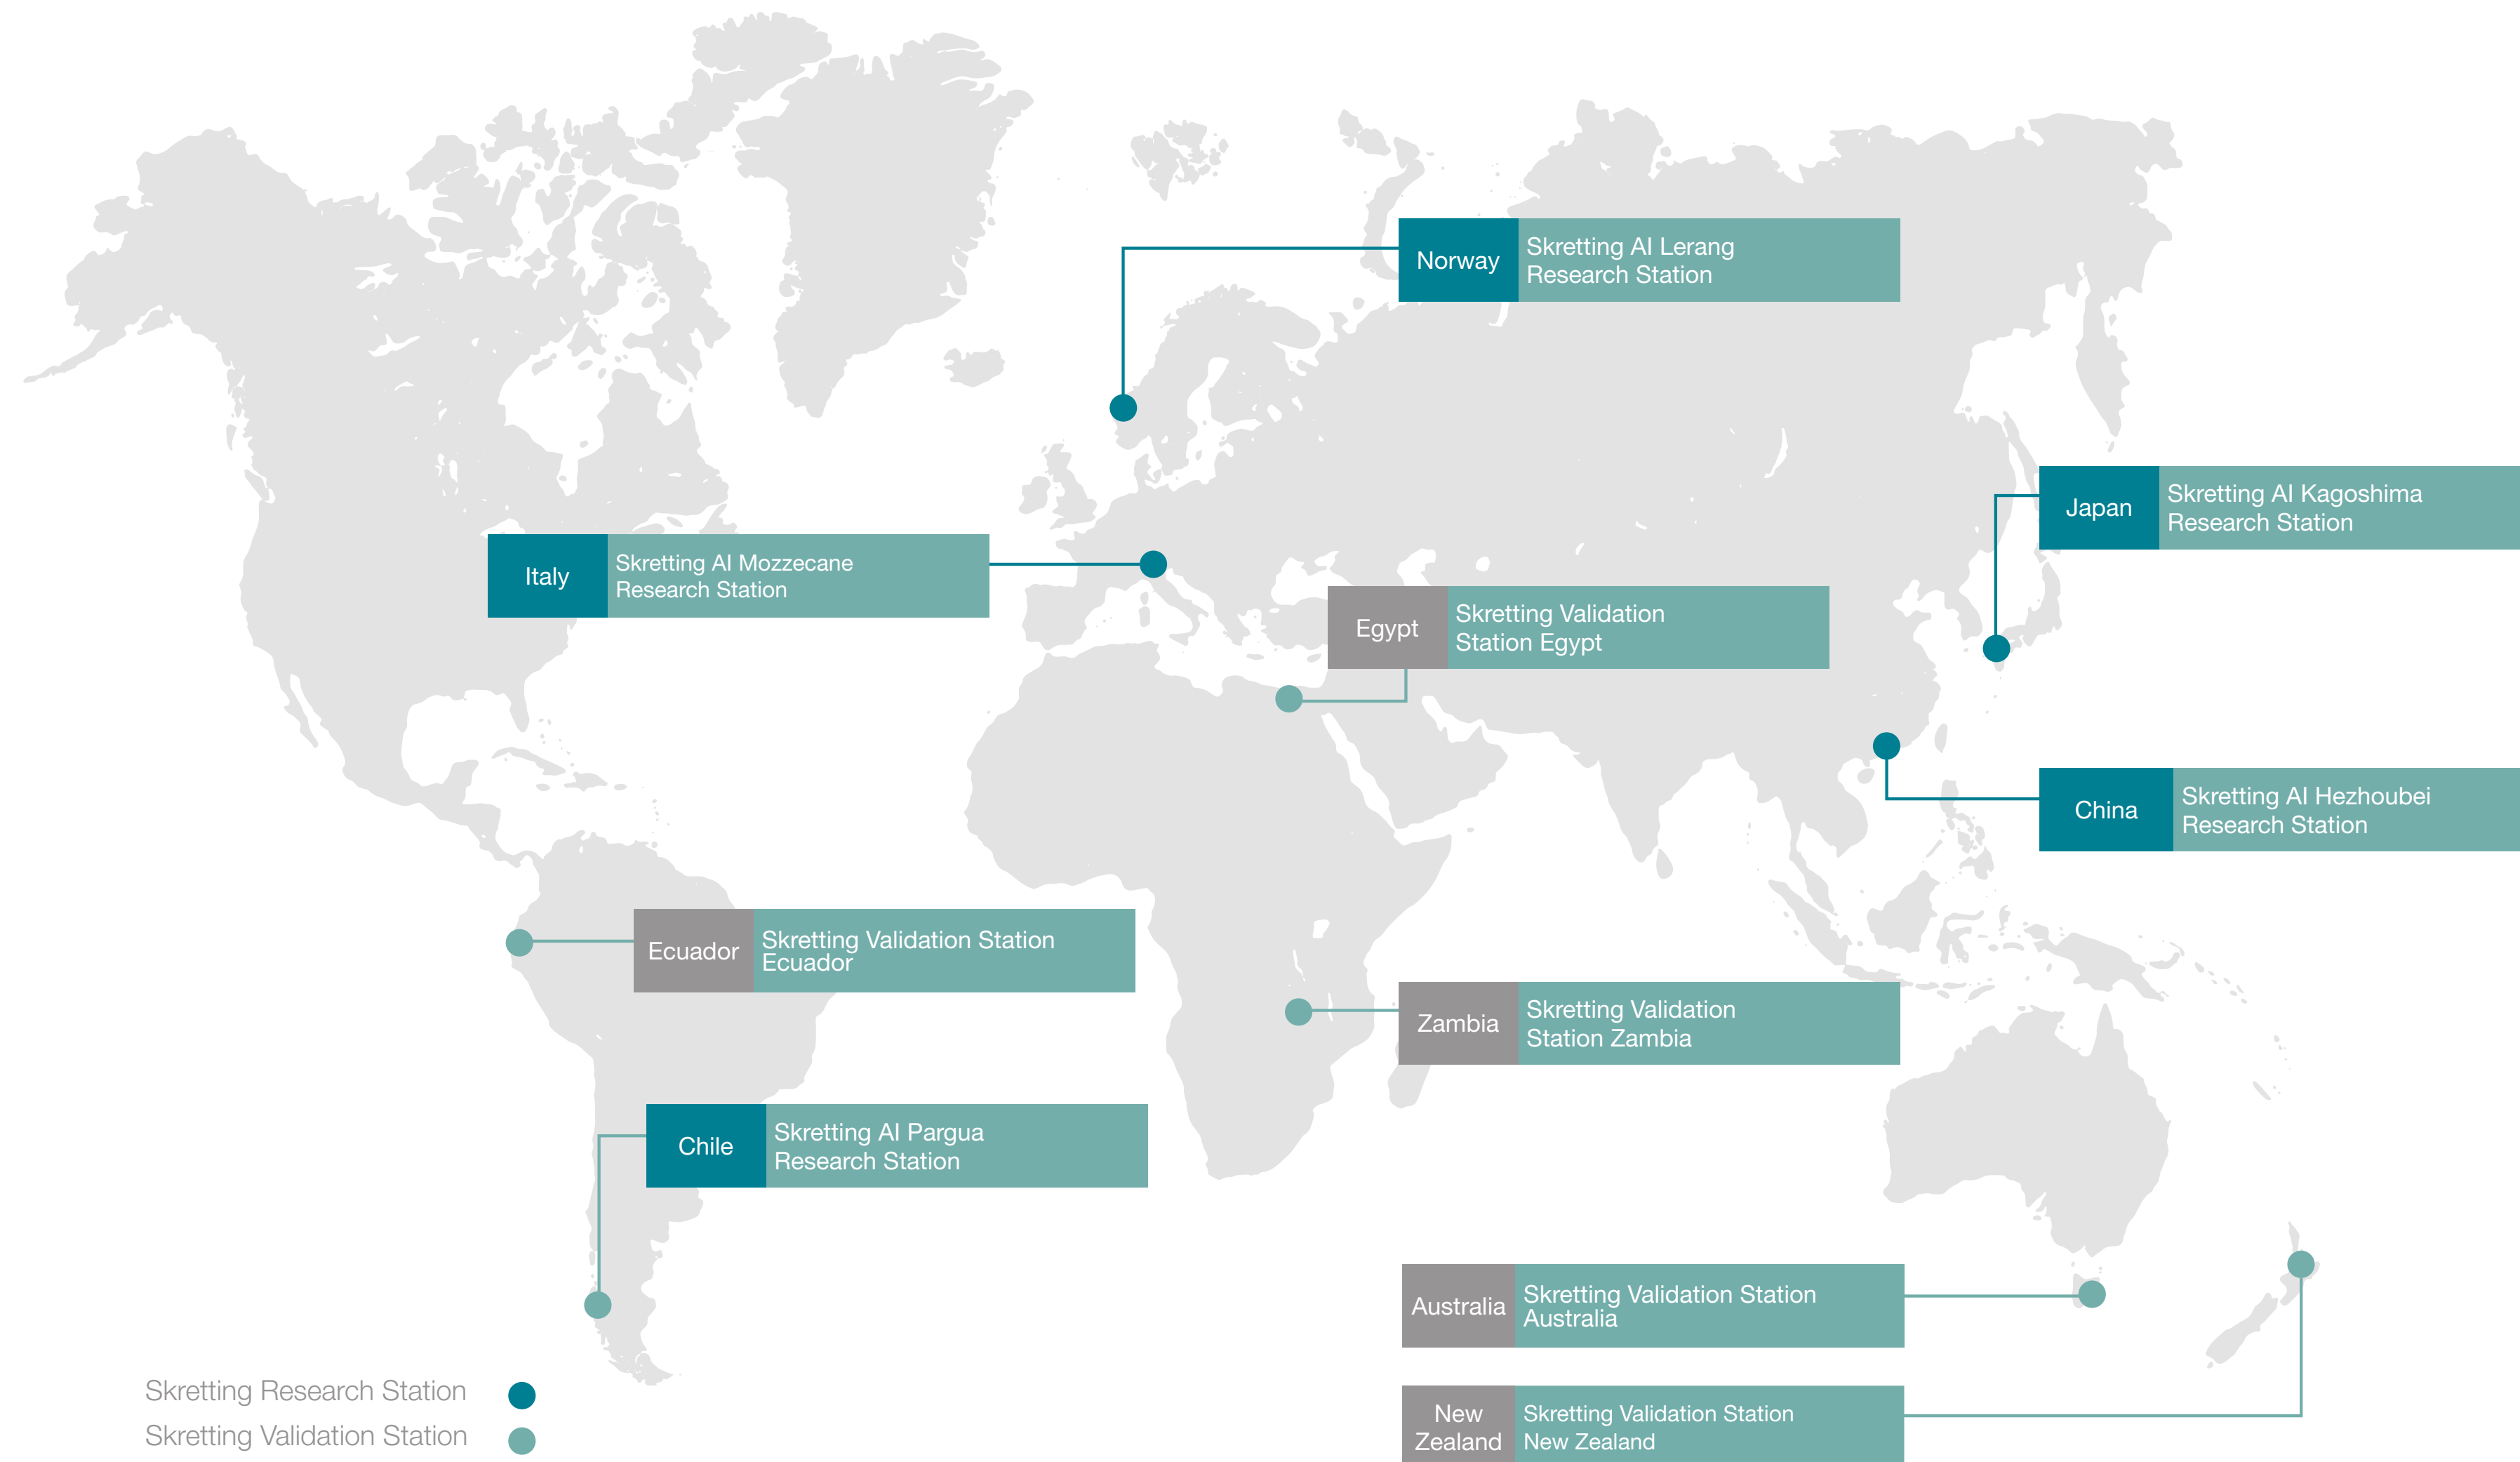 Norway
Skretting AI Lerang
Research Station
Japan
Skretting AI Kagoshima
Research Station
Italy
Skretting AI Mozzecane
Research Station
Egypt
Skretting Validation
Station Egypt
China
Skretting AI Hezhoubei
Research Station
Ecuador
Skretting Validation Station
Ecuador
Zambia
Skretting Validation
Station Zambia
Chile
Skretting AI Pargua
Research Station
Australia
Skretting Validation Station
Australia
New
Zealand
Skretting Validation Station
New Zealand
Skretting Research Station
Skretting Validation Station